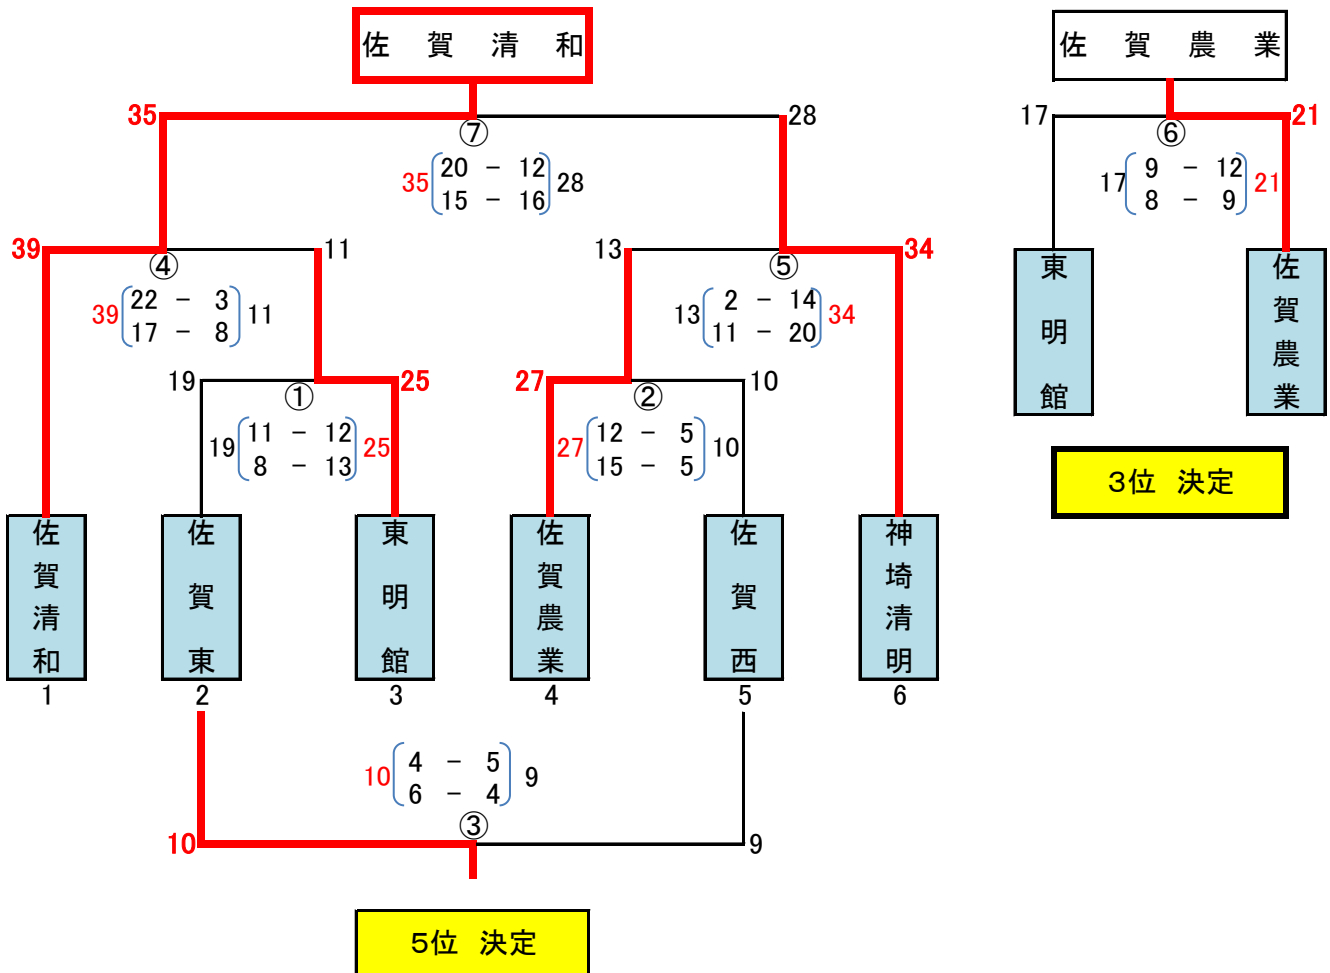 佐賀清和
佐賀農業
35
28
⑦
35 20 － 12 28
15 － 16
17
21
⑥
17 9 － 12 21
8 － 9
39
11
④
39 22 － 3 11
17 － 8
13
34
⑤
13 2 － 14 34
11 － 20
19
25
①
19 11 － 12 25
8 － 13
27
10
②
27 12 － 5 10
15 － 5
東明館
佐賀農業
3位 決定
佐賀清和
1
佐賀東
2
東明館
3
佐賀農業
4
佐賀西
5
神埼清明
6
10 4 － 5 9
6 － 4
③
10
9
5位 決定